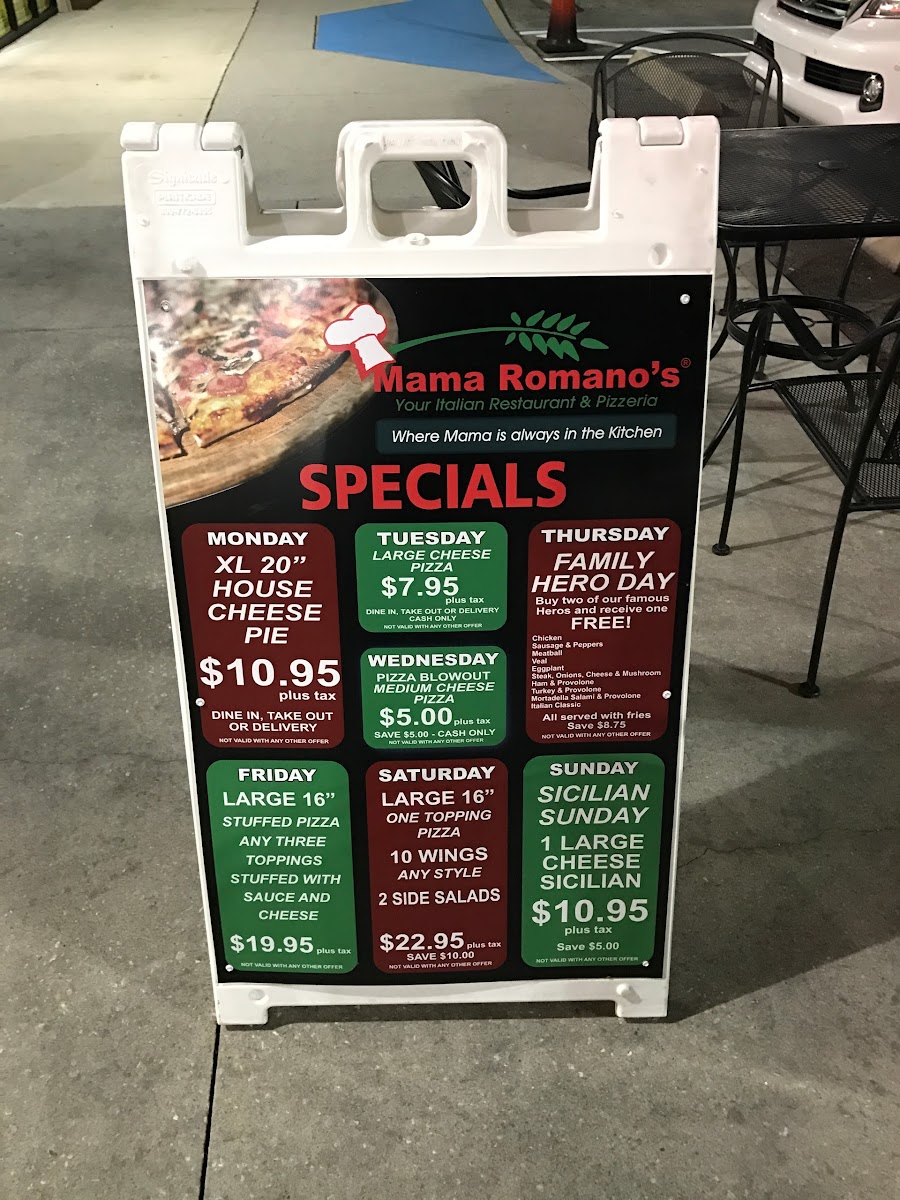 Signicade
Mama Romano's®
Your Italian Restaurant & Pizzeria
Where Mama is always in the Kitchen
SPECIALS
MONDAY
XL 20"
HOUSE
CHEESE
PIE
$10.95
plus tax
DINE IN, TAKE OUT
OR DELIVERY
NOT VALID WITH ANY OTHER OFFER
TUESDAY
LARGE CHEESE
PIZZA
$7.95
plus tax
DINE IN, TAKE OUT OR DELIVERY
CASH ONLY
NOT VALID WITH ANY OTHER OFFER
WEDNESDAY
PIZZA BLOWOUT
MEDIUM CHEESE
PIZZA
$5.00 plus tax
SAVE $5.00 - CASH ONLY
NOT VALID WITH ANY OTHER OFFER
THURSDAY
FAMILY
HERO DAY
Buy two of our famous
Heros and receive one
FREE!
Chicken
Sausage & Peppers
Meatball
Veal
Eggplant
Steak, Onions, Cheese & Mushroom
Ham & Provolone
Turkey & Provolone
Mortadella Salami & Provolone
Italian Classic
All served with fries
Save $8.75
NOT VALID WITH ANY OTHER OFFER
FRIDAY
LARGE 16"
STUFFED PIZZA
ANY THREE
TOPPINGS
STUFFED WITH
SAUCE AND
CHEESE
$19.95 plus tax
NOT VALID WITH ANY OTHER OFFER
SATURDAY
LARGE 16"
ONE TOPPING
PIZZA
10 WINGS
ANY STYLE
2 SIDE SALADS
$22.95 plus tax
SAVE $10.00
NOT VALID WITH ANY OTHER OFFER
SUNDAY
SICILIAN
SUNDAY
1 LARGE
CHEESE
SICILIAN
$10.95
plus tax
Save $5.00
NOT VALID WITH ANY OTHER OFFER